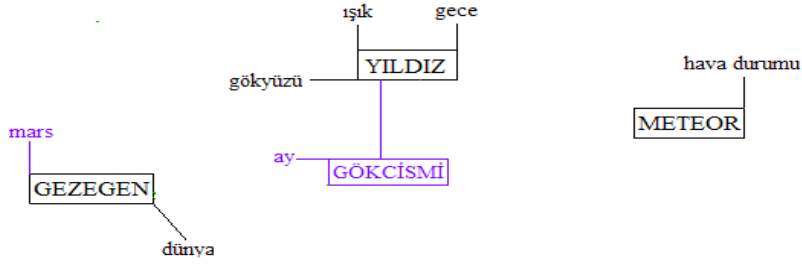 ışık
gece
YILDIZ
gökyüzü
hava durumu
METEOR
mars
ay
GÖKCİSMİ
GEZEGEN
dünya